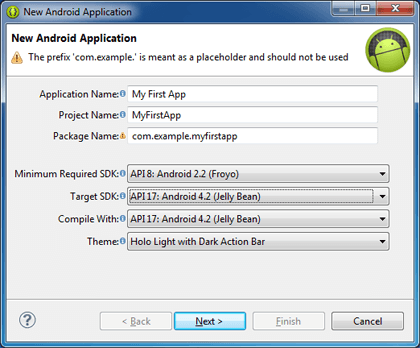 New Android Application
New Android Application
The prefix 'com.example.' is meant as a placeholder and should not be used
Application Name: My First App
Project Name: MyFirstApp
Package Name: com.example.myfirstapp
Minimum Required SDK: API 8: Android 2.2 (Froyo)
Target SDK: API 17: Android 4.2 (Jelly Bean)
Compile With: API 17: Android 4.2 (Jelly Bean)
Theme: Holo Light with Dark Action Bar
? < Back Next > Finish Cancel